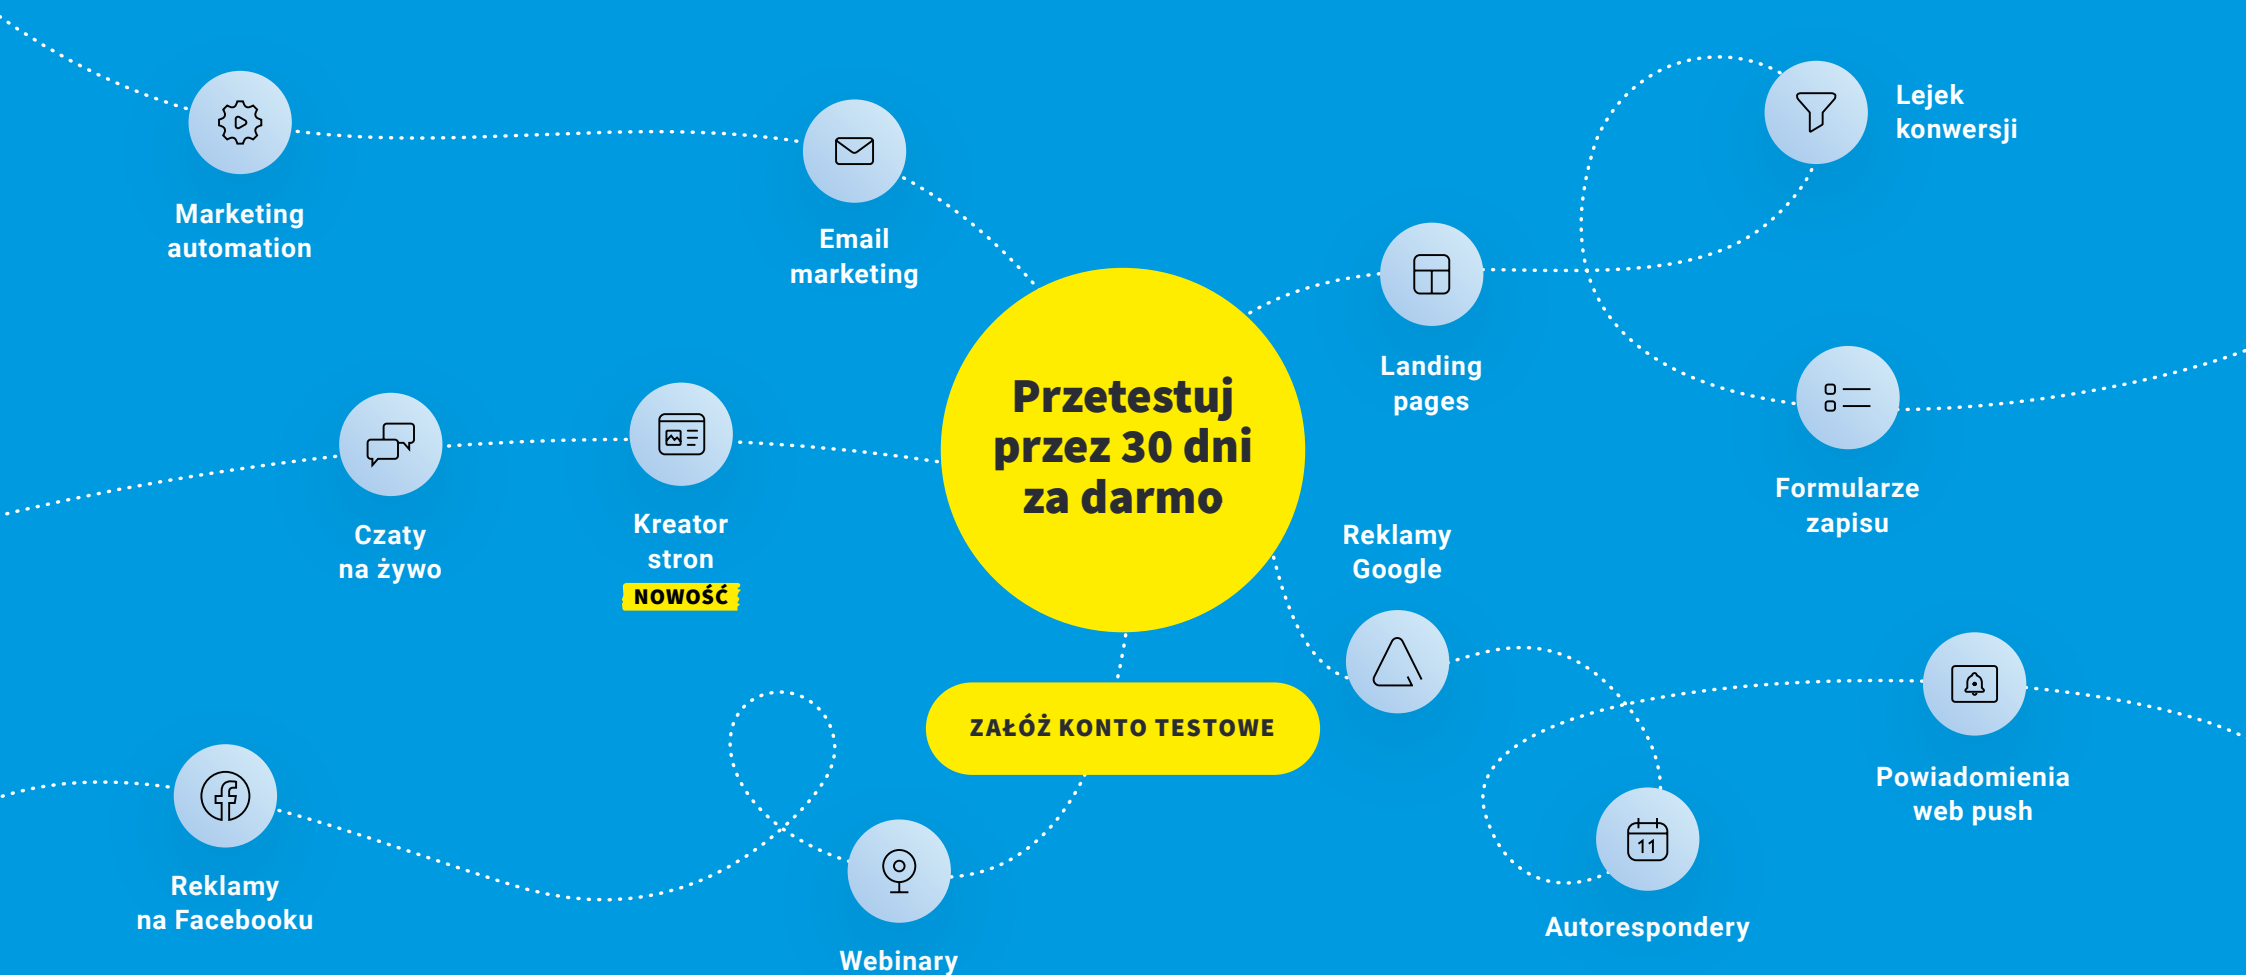 Marketing
automation
Email
marketing
Lejek
konwersji
Landing
pages
Formularze
zapisu
Czaty
na żywo
Kreator
stron
NOWOŚĆ
Przetestuj
przez 30 dni
za darmo
ZAŁÓŻ KONTO TESTOWE
Reklamy
Google
Powiadomienia
web push
11
Autorespondery
Reklamy
na Facebooku
Webinary